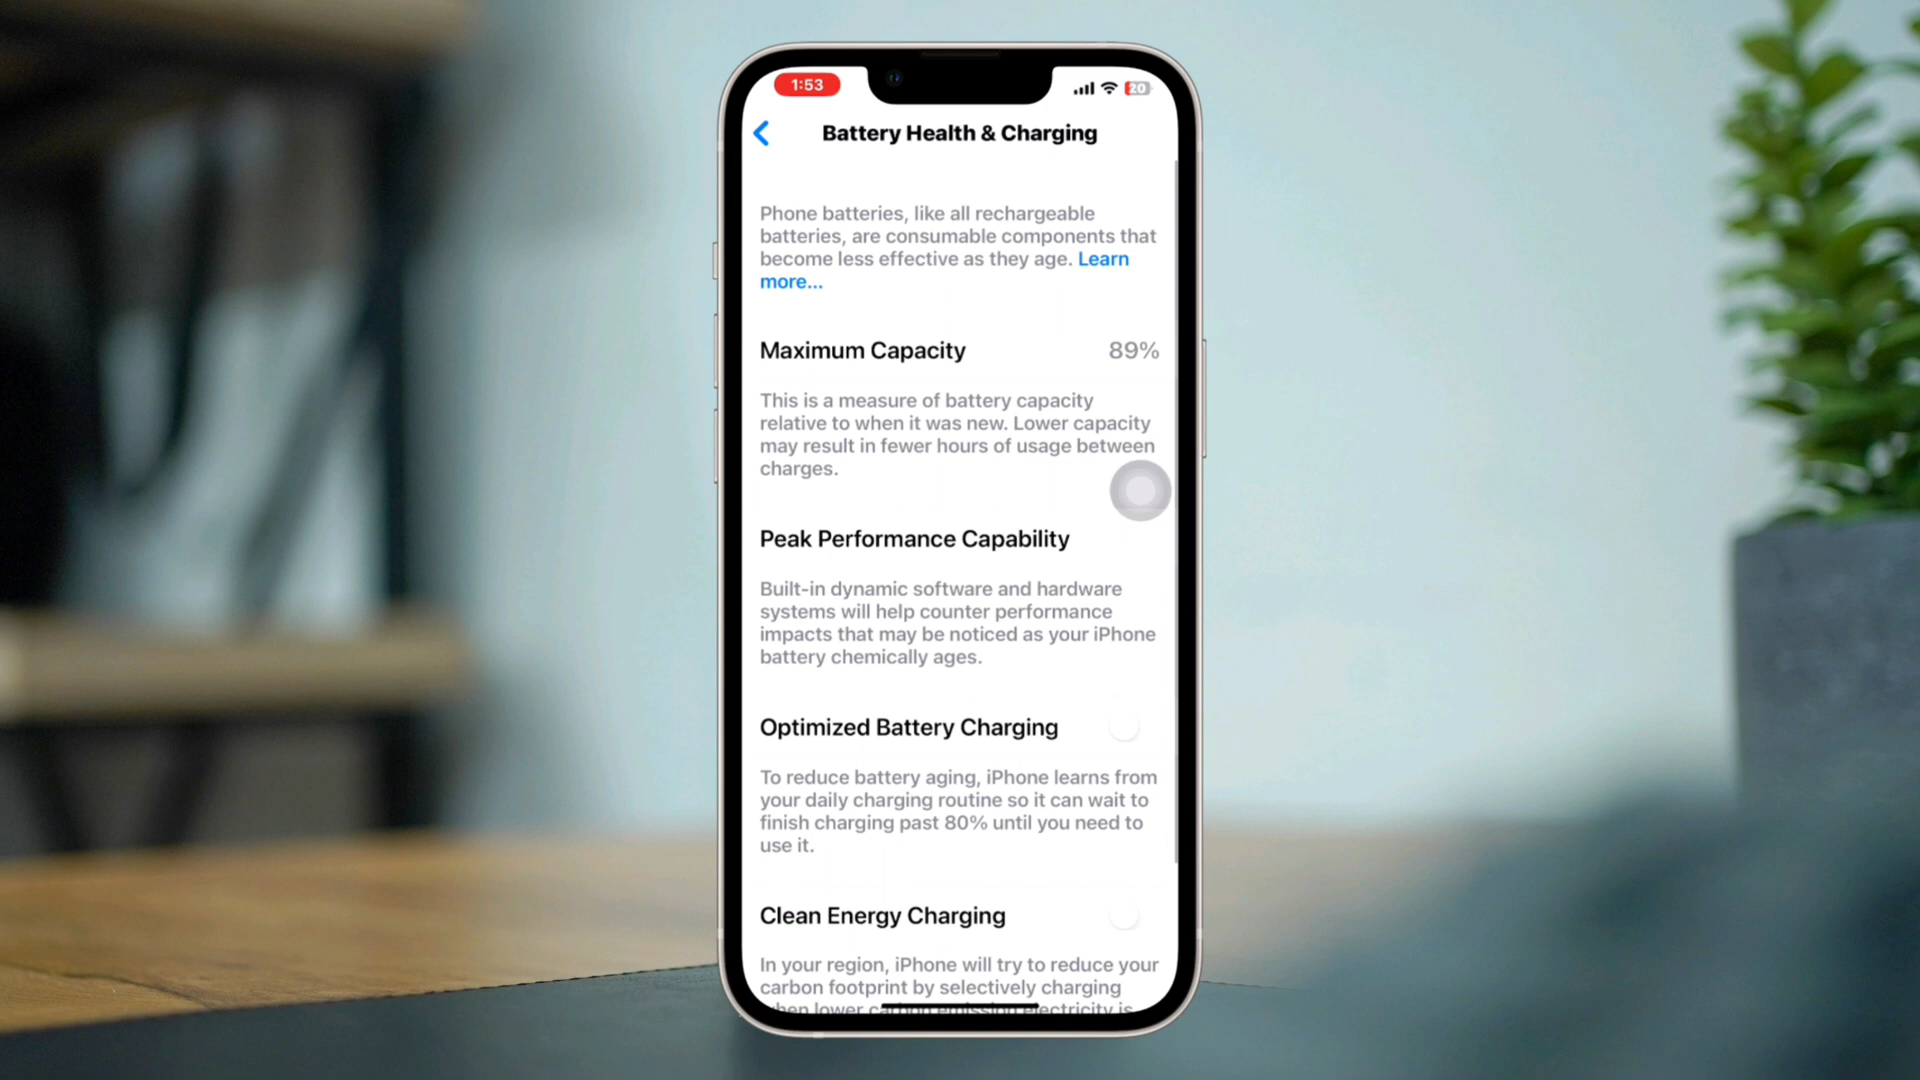 1:53
20
Battery Health & Charging
Phone batteries, like all rechargeable
batteries, are consumable components that
become less effective as they age. Learn
more...
Maximum Capacity 89%
This is a measure of battery capacity
relative to when it was new. Lower capacity
may result in fewer hours of usage between
charges.
Peak Performance Capability
Built-in dynamic software and hardware
systems will help counter performance
impacts that may be noticed as your iPhone
battery chemically ages.
Optimized Battery Charging
To reduce battery aging, iPhone learns from
your daily charging routine so it can wait to
finish charging past 80% until you need to
use it.
Clean Energy Charging
In your region, iPhone will try to reduce your
carbon footprint by selectively charging
when lower carbon emission electricity is